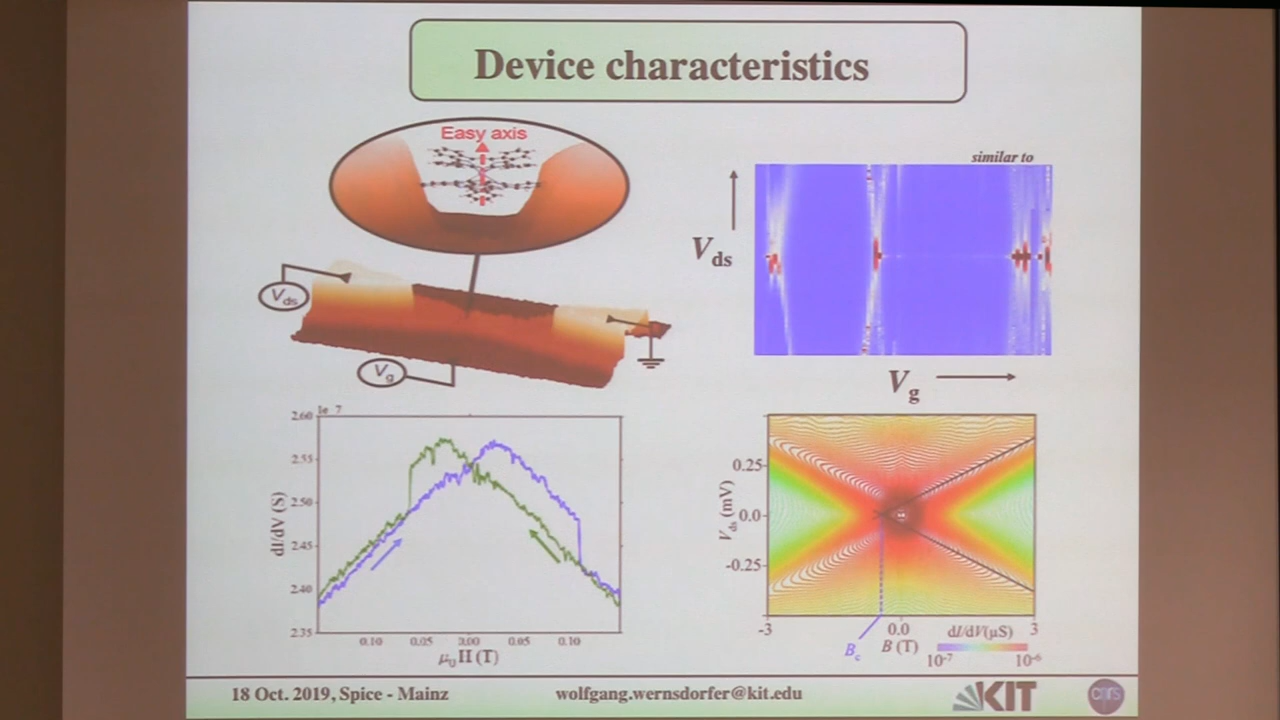 Device characteristics
Easy axis
similar to
V_ds
V_ds
V_g
V_g
1e 7
2.60
2.55
2.50
2.45
2.40
2.35
dI/dV (S)
0.10 0.05 0.00 0.05 0.10
μ₀H (T)
V_ds (mV)
0.25
0.0
-0.25
-3 0.0 3
B_c
B (T)
dI/dV(μS)
10⁻⁷ 10⁻⁶
18 Oct. 2019, Spice - Mainz
wolfgang.wernsdorfer@kit.edu
KIT
cnrs